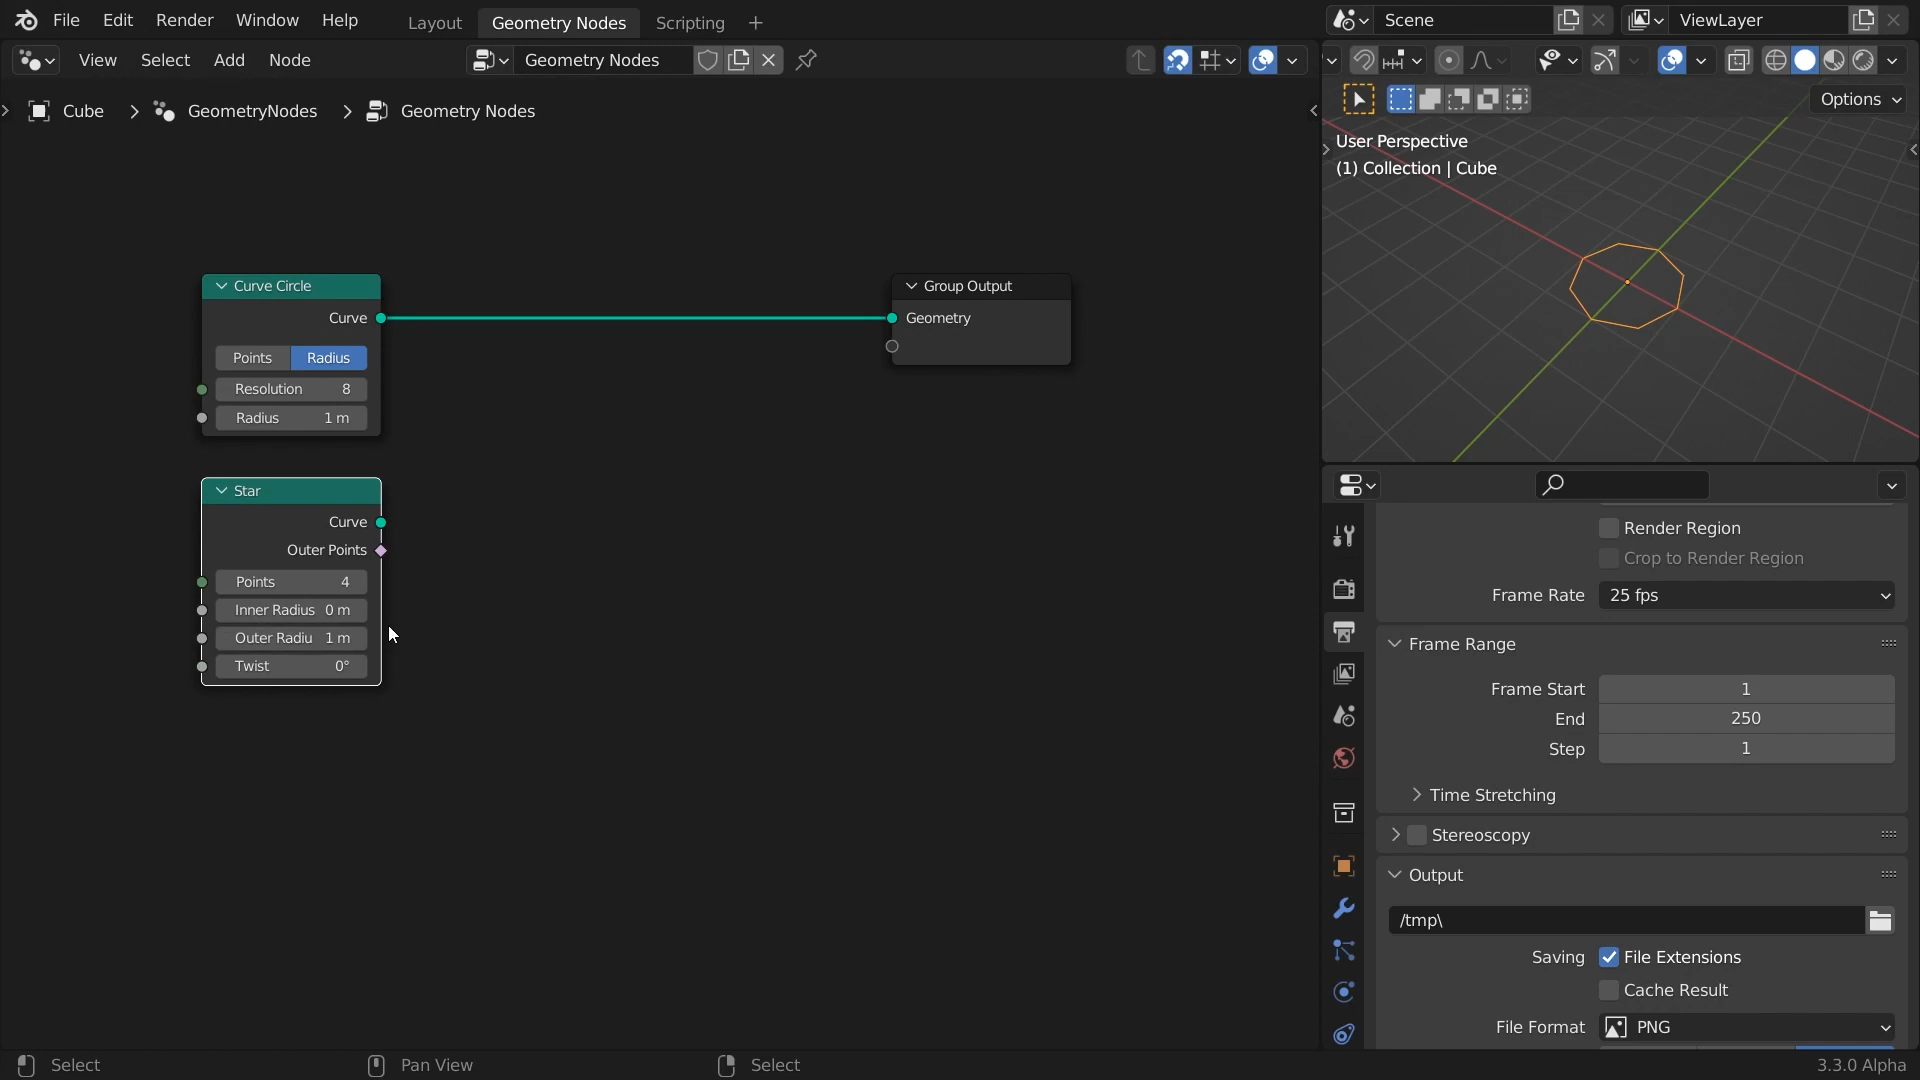 File Edit Render Window Help Layout Geometry Nodes Scripting + Scene ViewLayer
View Select Add Node Geometry Nodes
Options
Cube > GeometryNodes > Geometry Nodes
User Perspective
(1) Collection | Cube
Curve Circle
Curve
Points Radius
Resolution 8
Radius 1 m
Group Output
Geometry
Star
Curve
Outer Points
Points 4
Inner Radius 0 m
Outer Radiu 1 m
Twist 0°
Render Region
Crop to Render Region
Frame Rate 25 fps
Frame Range
Frame Start 1
End 250
Step 1
Time Stretching
Stereoscopy
Output
/tmp\
Saving File Extensions
Cache Result
File Format PNG
Select Pan View Select 3.3.0 Alpha